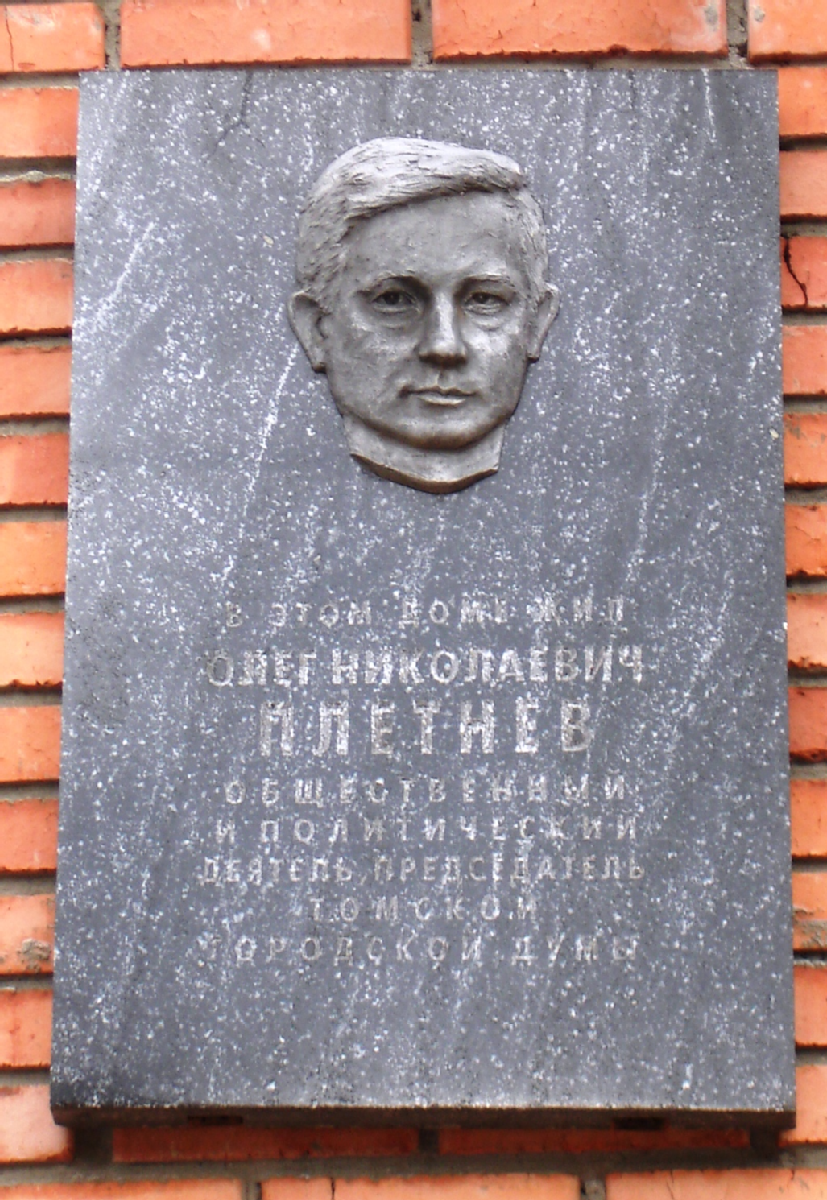 В ЭТОМ ДОМЕ ЖИЛ
ОЛЕГ НИКОЛАЕВИЧ
ПЛЕТНЕВ
ОБЩЕСТВЕННЫЙ
И ПОЛИТИЧЕСКИЙ
ДЕЯТЕЛЬ, ПРЕДСЕДАТЕЛЬ
ТОМСКОЙ
ГОРОДСКОЙ ДУМЫ